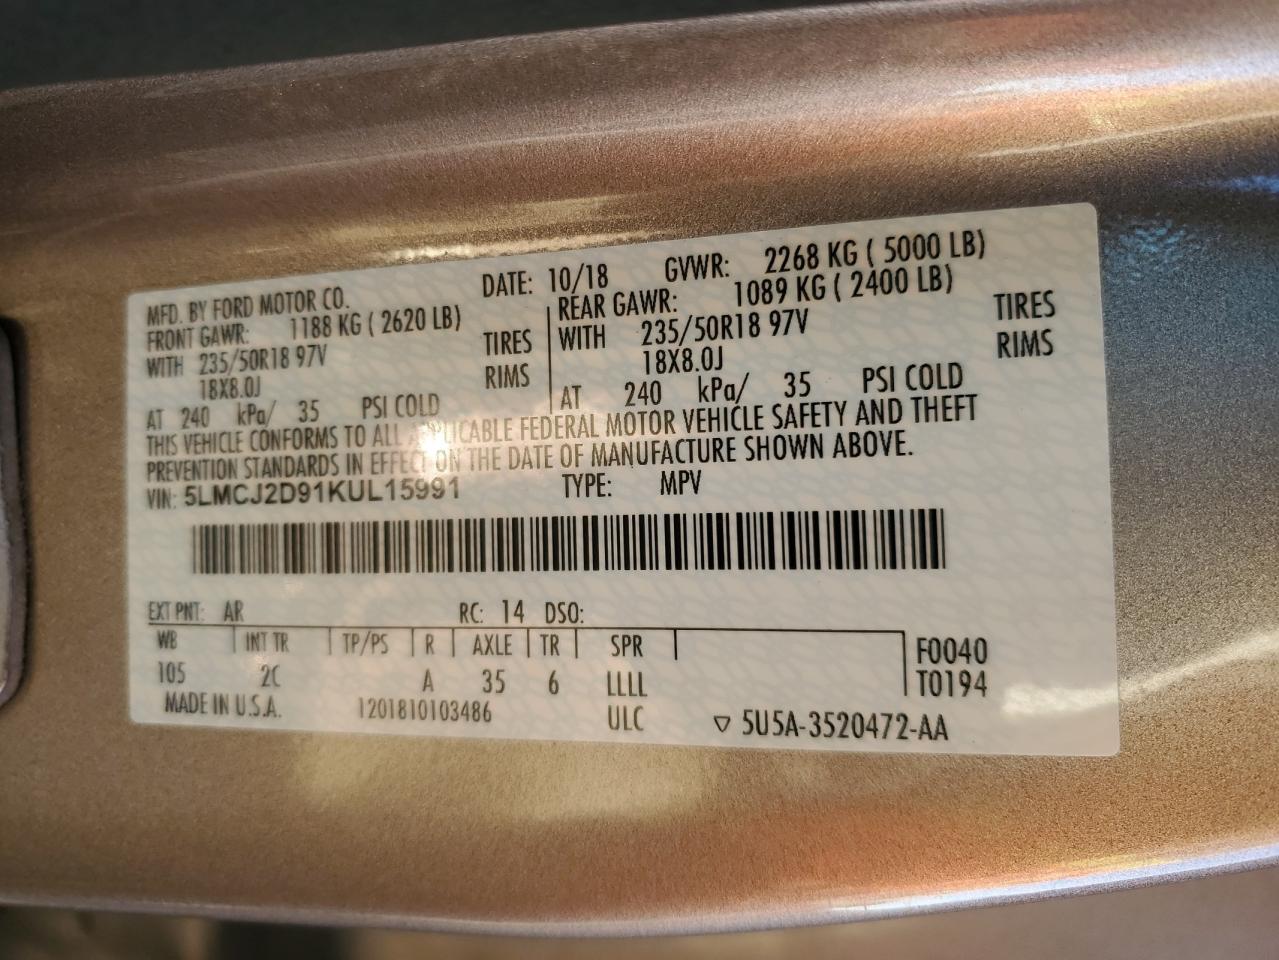 MFD. BY FORD MOTOR CO. DATE: 10/18 GVWR: 2268 KG ( 5000 LB)
FRONT GAWR: 1188 KG ( 2620 LB) REAR GAWR: 1089 KG ( 2400 LB)
WITH 235/50R18 97V TIRES WITH 235/50R18 97V TIRES
18X8.0J RIMS 18X8.0J RIMS
AT 240 kPa/ 35 PSI COLD AT 240 kPa/ 35 PSI COLD
THIS VEHICLE CONFORMS TO ALL APPLICABLE FEDERAL MOTOR VEHICLE SAFETY AND THEFT
PREVENTION STANDARDS IN EFFECT ON THE DATE OF MANUFACTURE SHOWN ABOVE.
VIN: 5LMCJ2D91KUL15991 TYPE: MPV
EXT PNT: AR RC: 14 DSO:
WB INT TR TP/PS R AXLE TR SPR F0040
105 2C A 35 6 LLLL T0194
MADE IN U.S.A. 1201810103486 ULC ▽ 5U5A-3520472-AA